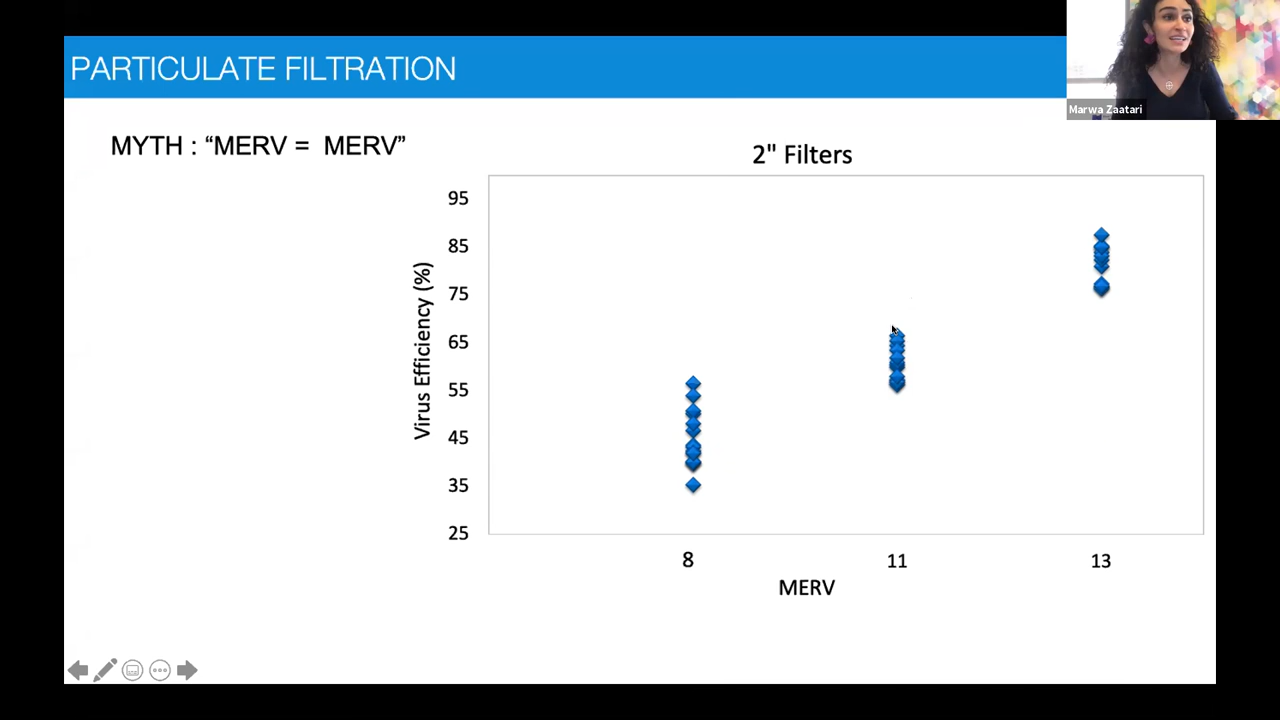 PARTICULATE FILTRATION
Marwa Zaatari
MYTH : “MERV =  MERV”
2" Filters
Virus Efficiency (%)
95
85
75
65
55
45
35
25
8
11
13
MERV